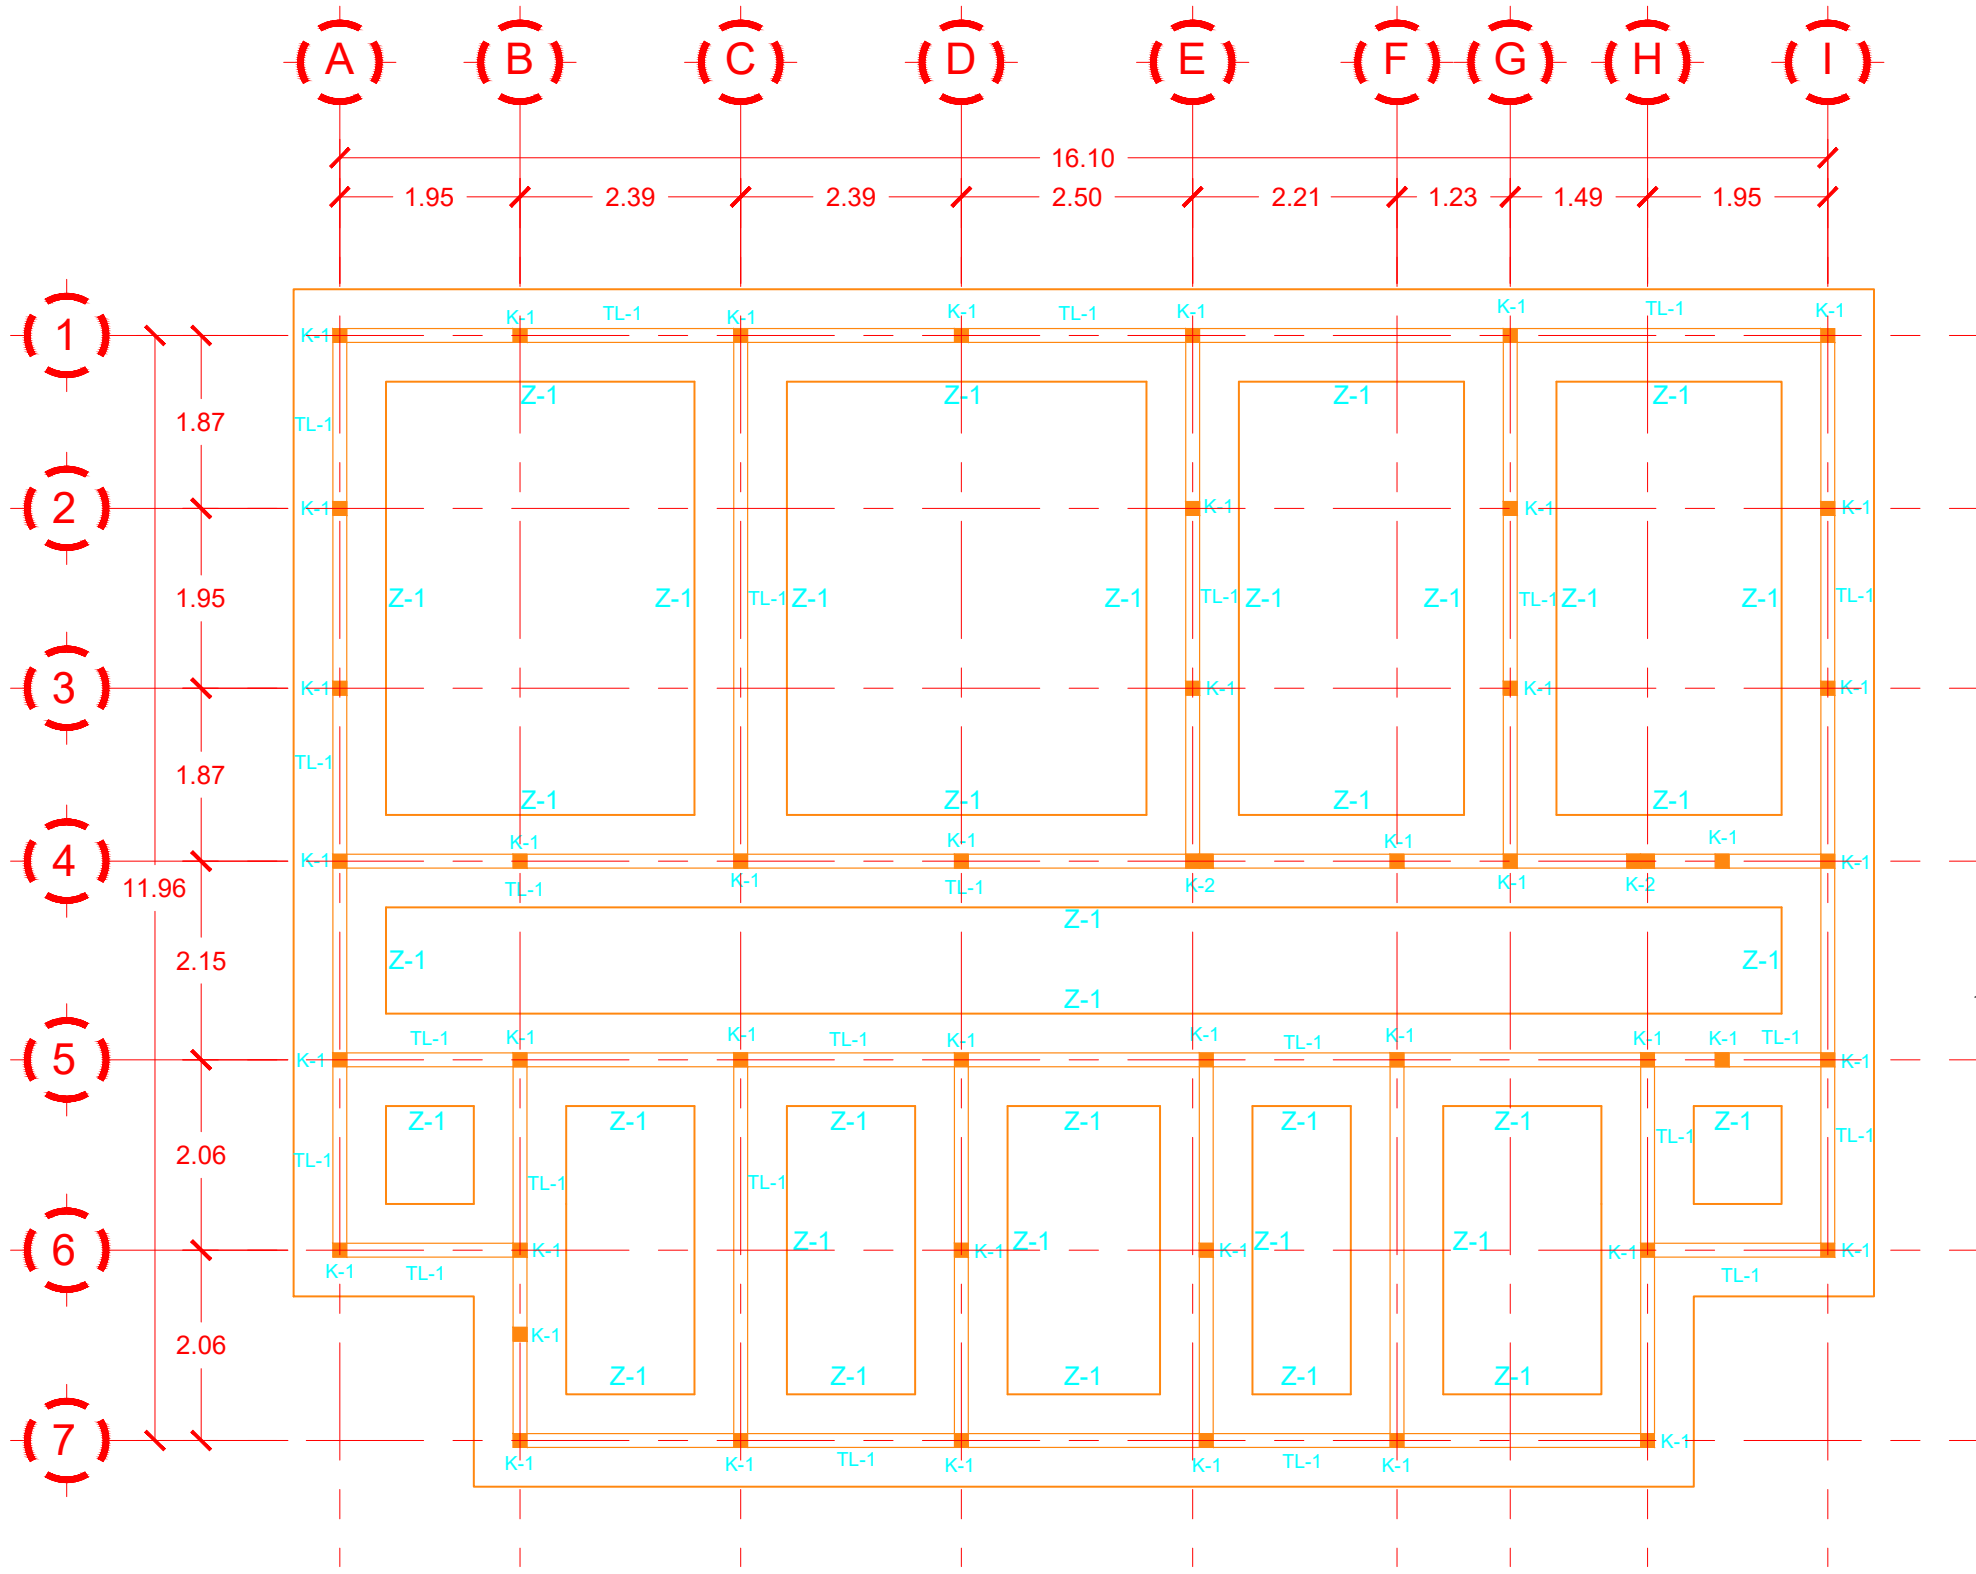 A B C D E F G H I
16.10
1.95 2.39 2.39 2.50 2.21 1.23 1.49 1.95
K-1 TL-1 K-1 K-1 TL-1 K-1 K-1 TL-1 K-1
1 K-1
Z-1 Z-1 Z-1 Z-1
1.87 TL-1
2 K-1 K-1 K-1 K-1
1.95 Z-1 Z-1 TL-1 Z-1 Z-1 TL-1 Z-1 Z-1 TL-1 Z-1 Z-1 TL-1
3 K-1 K-1 K-1 K-1
1.87 TL-1
Z-1 Z-1 Z-1 Z-1
K-1 K-1 K-1 K-1
4 K-1 K-1
11.96 TL-1 K-1 TL-1 K-2 K-1 K-2
Z-1
2.15 Z-1 Z-1
Z-1
TL-1 K-1 K-1 TL-1 K-1 K-1 TL-1 K-1 K-1 K-1 TL-1
5 K-1 K-1
Z-1 Z-1 Z-1 Z-1 Z-1 Z-1 Z-1
TL-1 TL-1
2.06 TL-1 TL-1 TL-1
Z-1 Z-1 Z-1 Z-1
6 K-1 K-1 K-1 K-1 K-1
K-1 TL-1 TL-1
2.06 K-1
Z-1 Z-1 Z-1 Z-1 Z-1
7 K-1
K-1 K-1 TL-1 K-1 K-1 TL-1 K-1